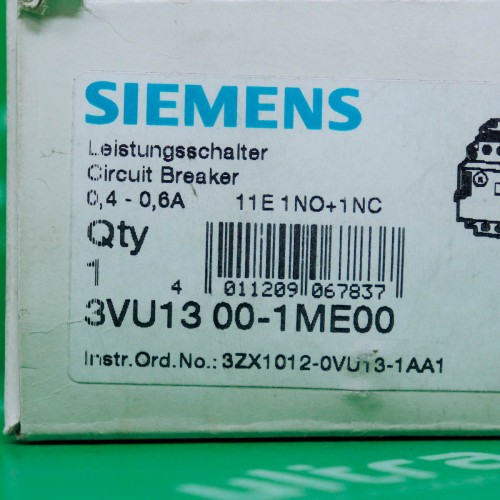 SIEMENS
Leistungsschalter
Circuit Breaker
0,4 - 0,6A 11E 1NO+1NC
Qty
1
4 011209 067837
3VU13 00-1ME00
Instr.Ord.No.: 3ZX1012-0VU13-1AA1
ultra